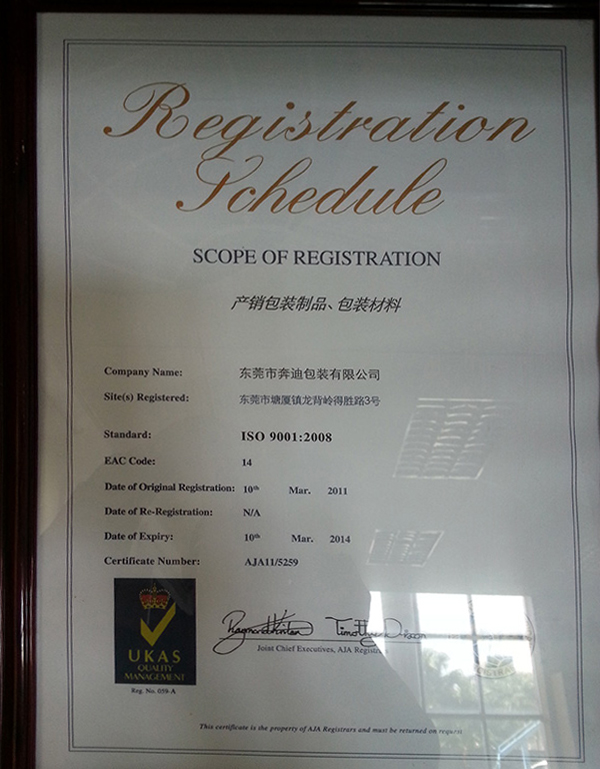 Registration
Schedule
SCOPE OF REGISTRATION
产销包装制品、包装材料
Company Name: 东莞市奔迪包装有限公司
Site(s) Registered: 东莞市塘厦镇龙背岭得胜路3号
Standard: ISO 9001:2008
EAC Code: 14
Date of Original Registration: 10th Mar. 2011
Date of Re-Registration: N/A
Date of Expiry: 10th Mar. 2014
Certificate Number: AJA11/5259
UKAS
QUALITY
MANAGEMENT
Reg. No. 059-A
Joint Chief Executives, AJA Registrars
This certificate is the property of AJA Registrars and must be returned on request